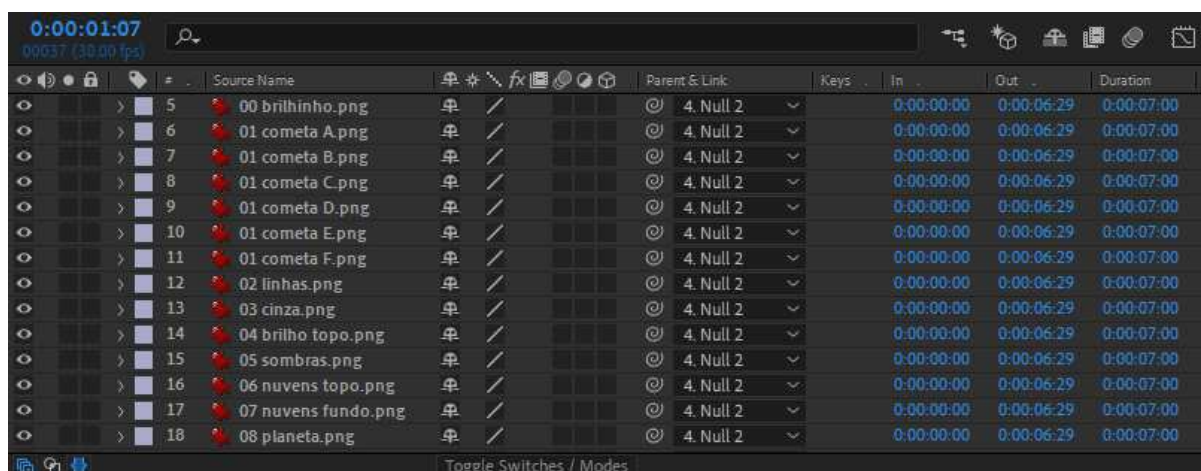 0:00:01:07
00037 (30.00 fps)
# . Source Name fx Parent & Link Keys . In . Out . Duration
5 00 brilhinho.png 4. Null 2 0:00:00:00 0:00:06:29 0:00:07:00
6 01 cometa A.png 4. Null 2 0:00:00:00 0:00:06:29 0:00:07:00
7 01 cometa B.png 4. Null 2 0:00:00:00 0:00:06:29 0:00:07:00
8 01 cometa C.png 4. Null 2 0:00:00:00 0:00:06:29 0:00:07:00
9 01 cometa D.png 4. Null 2 0:00:00:00 0:00:06:29 0:00:07:00
10 01 cometa E.png 4. Null 2 0:00:00:00 0:00:06:29 0:00:07:00
11 01 cometa F.png 4. Null 2 0:00:00:00 0:00:06:29 0:00:07:00
12 02 linhas.png 4. Null 2 0:00:00:00 0:00:06:29 0:00:07:00
13 03 cinza.png 4. Null 2 0:00:00:00 0:00:06:29 0:00:07:00
14 04 brilho topo.png 4. Null 2 0:00:00:00 0:00:06:29 0:00:07:00
15 05 sombras.png 4. Null 2 0:00:00:00 0:00:06:29 0:00:07:00
16 06 nuvens topo.png 4. Null 2 0:00:00:00 0:00:06:29 0:00:07:00
17 07 nuvens fundo.png 4. Null 2 0:00:00:00 0:00:06:29 0:00:07:00
18 08 planeta.png 4. Null 2 0:00:00:00 0:00:06:29 0:00:07:00
Toggle Switches / Modes